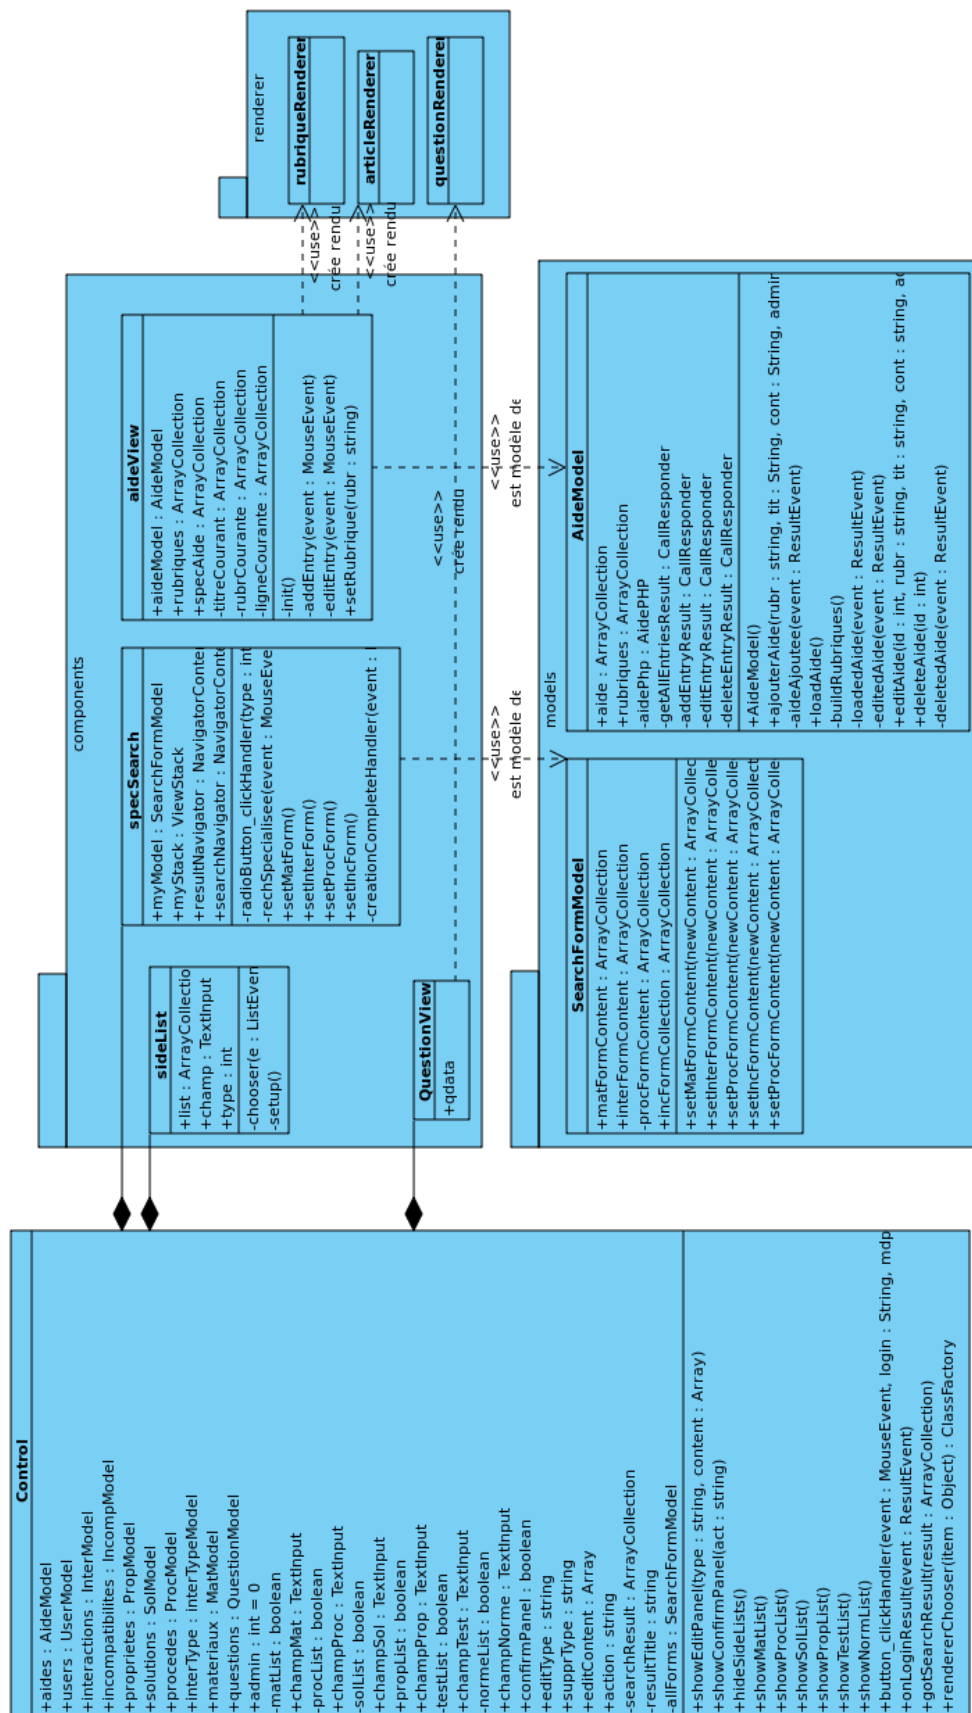 Control
+aides : AideModel
+users : UserModel
+interactions : InterModel
+incompatibilites : IncompModel
+proprietes : PropModel
+solutions : SolModel
+procedes : ProcModel
+interType : interTypeModel
+materiaux : MatModel
+questions : QuestionModel
+admin : int = 0
-matList : boolean
+champMat : TextInput
-procList : boolean
+champProc : TextInput
-solList : boolean
+champSol : TextInput
+propList : boolean
+champProp : TextInput
-testList : boolean
+champTest : TextInput
-normeList : boolean
+champNorme : TextInput
+confirmPanel : boolean
+editType : string
+supprType : string
+editContent : Array
+action : string
-searchResult : ArrayCollection
-resultTitle : string
-allForms : SearchFormModel
+showEditPanel(type : string, content : Array)
+showConfirmPanel(act : string)
+hideSideLists()
+showMatList()
+showProcList()
+showSolList()
+showPropList()
+showTestList()
+showNormList()
+button_clickHandler(event : MouseEvent, login : String, mdp
+onLoginResult(event : ResultEvent)
+gotSearchResult(result : ArrayCollection)
+rendererChooser(item : Object) : ClassFactory
components
sideList
+list : ArrayCollectio
+champ : TextInput
+type : int
-chooser(e : ListEven
-setup()
QuestionView
+qdata
specSearch
+myModel : SearchFormModel
+myStack : ViewStack
+resultNavigator : NavigatorConter
+searchNavigator : NavigatorConte
-radioButton_clickHandler(type : int
-rechSpecialisee(event : MouseEve
+setMatForm()
+setInterForm()
+setProcForm()
+setIncForm()
-creationCompleteHandler(event :
aideView
+aideModel : AideModel
+rubriques : ArrayCollection
+specAide : ArrayCollection
-titreCourant : ArrayCollection
-rubrCourante : ArrayCollection
-ligneCourante : ArrayCollection
-init()
-addEntry(event : MouseEvent)
-editEntry(event : MouseEvent)
+setRubrique(rubr : string)
renderer
rubriqueRenderer
articleRenderer
questionRenderer
<<use>>
crée rendu
<<use>>
crée rendu
<<use>>
crée rendu
<<use>>
est modèle de
<<use>>
est modèle de
models
SearchFormModel
+matFormContent : ArrayCollection
+interFormContent : ArrayCollection
-procFormContent : ArrayCollection
+incFormCollection : ArrayCollection
+setMatFormContent(newContent : ArrayCollec
+setInterFormContent(newContent : ArrayColle
+setProcFormContent(newContent : ArrayColle
+setIncFormContent(newContent : ArrayCollect
+setProcFormContent(newContent : ArrayColle
AideModel
+aide : ArrayCollection
+rubriques : ArrayCollection
-aidePhp : AidePHP
-getAllEntriesResult : CallResponder
-addEntryResult : CallResponder
-editEntryResult : CallResponder
-deleteEntryResult : CallResponder
+AideModel()
+ajouterAide(rubr : string, tit : String, cont : String, admin
-aideAjoutee(event : ResultEvent)
+loadAide()
-buildRubriques()
-loadedAide(event : ResultEvent)
-editedAide(event : ResultEvent)
+editAide(id : int, rubr : string, tit : string, cont : string, ac
+deleteAide(id : int)
-deletedAide(event : ResultEvent)